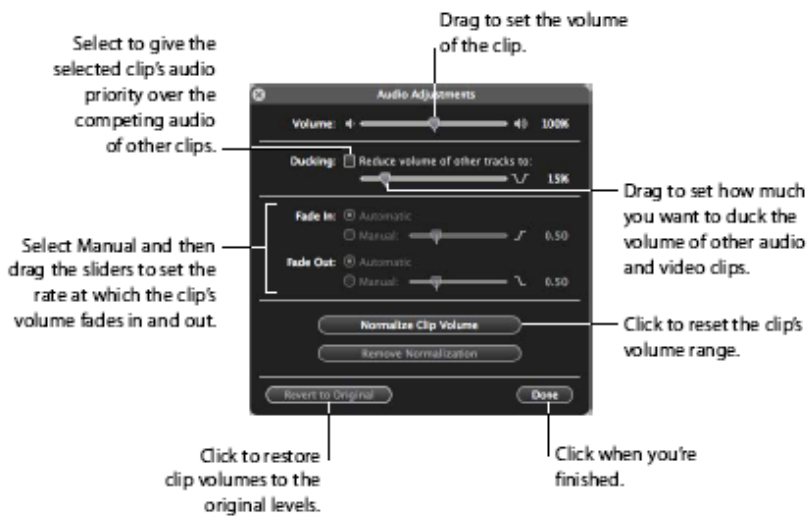 Drag to set the volume
of the clip.
Select to give the
selected clip's audio
priority over the
competing audio
of other clips.
Audio Adjustments
Volume: 100%
Ducking: Reduce volume of other tracks to:
15%
Drag to set how much
you want to duck the
volume of other audio
and video clips.
Fade In: Automatic
Manual: 0.50
Fade Out: Automatic
Manual: 0.50
Select Manual and then
drag the sliders to set the
rate at which the clip's
volume fades in and out.
Normalize Clip Volume
Click to reset the clip's
volume range.
Remove Normalization
Revert to Original Done
Click to restore
clip volumes to the
original levels.
Click when you're
finished.